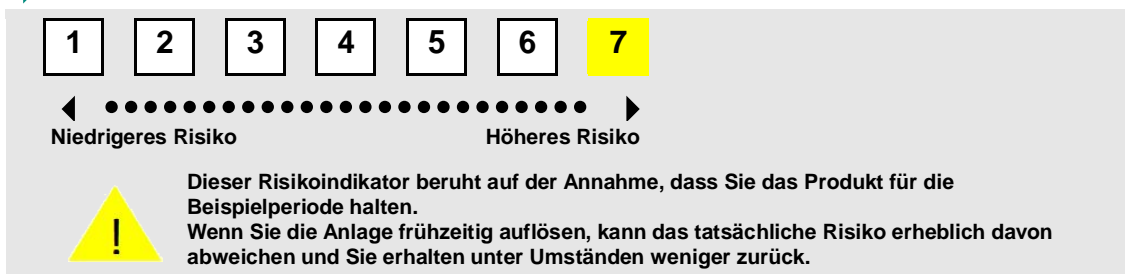 1 2 3 4 5 6 7
Niedrigeres Risiko Höheres Risiko
Dieser Risikoindikator beruht auf der Annahme, dass Sie das Produkt für die
Beispielperiode halten.
! Wenn Sie die Anlage frühzeitig auflösen, kann das tatsächliche Risiko erheblich davon
abweichen und Sie erhalten unter Umständen weniger zurück.